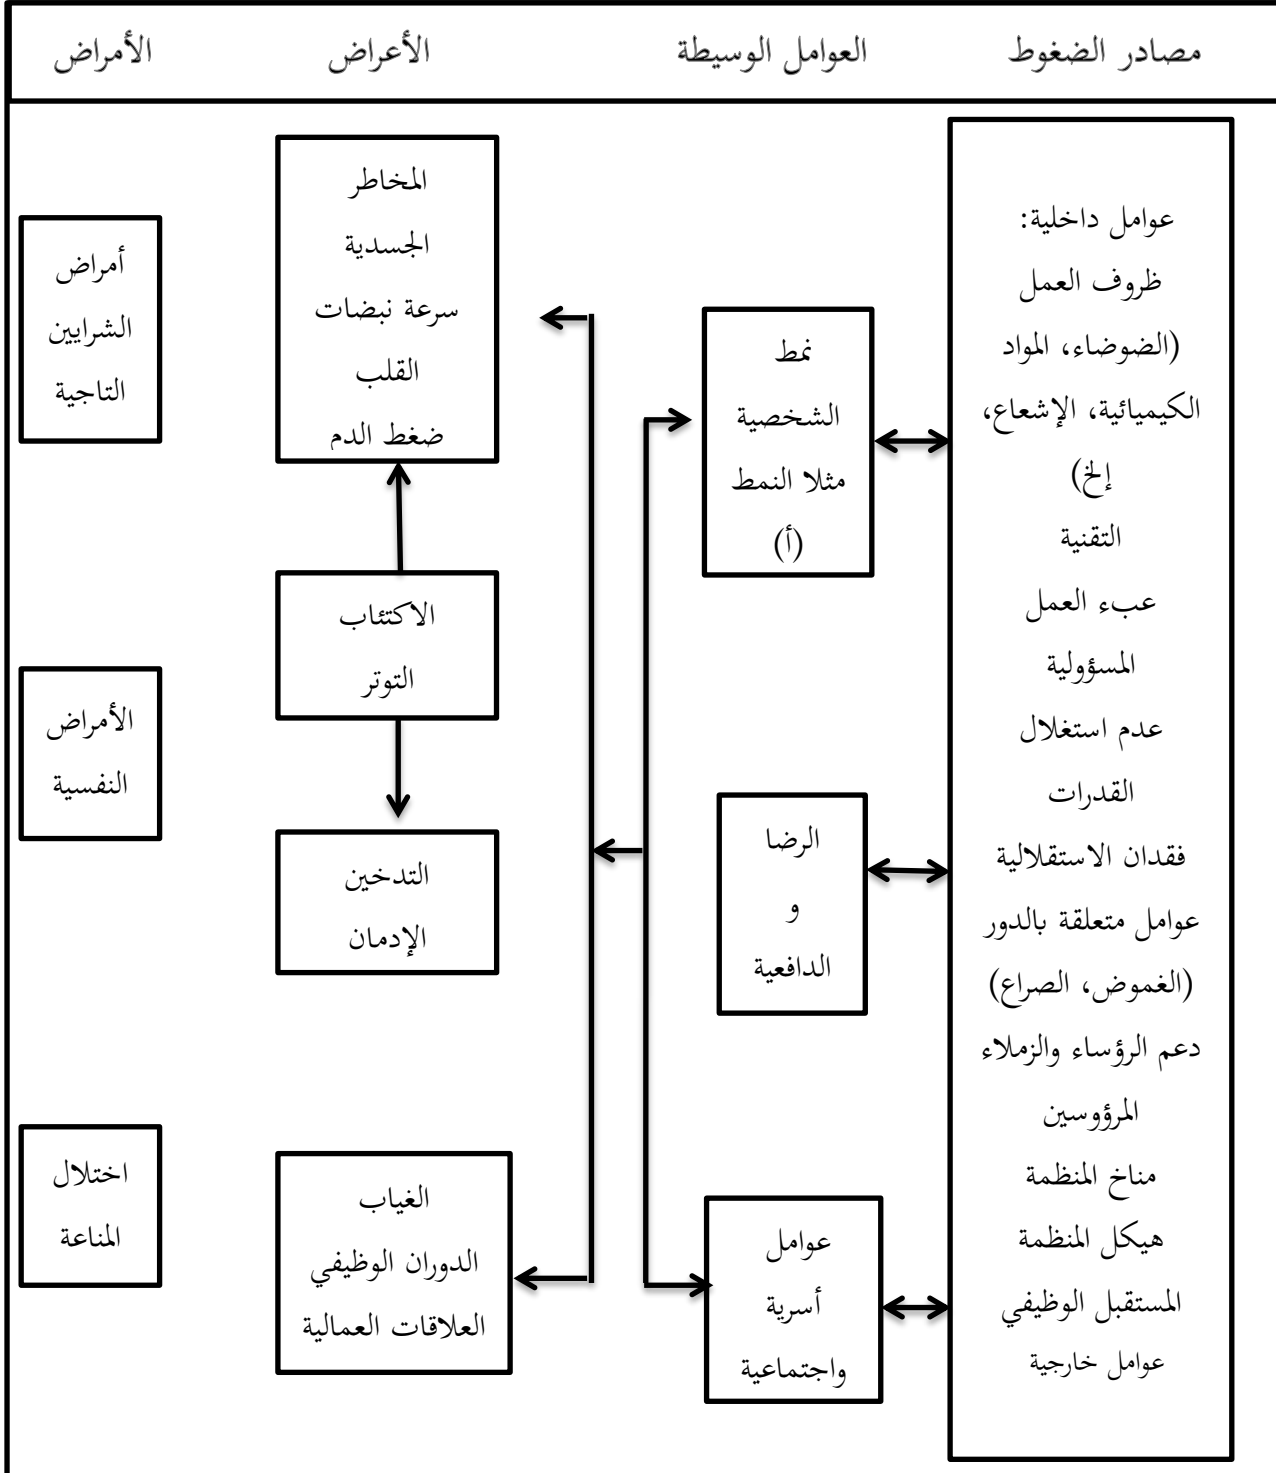 مصادر الضغوط
العوامل الوسيطة
الأعراض
الأمراض
عوامل داخلية:
ظروف العمل
(الضوضاء، المواد
الكيميائية، الإشعاع،
إلخ)
التقنية
عبء العمل
المسؤولية
عدم استغلال
القدرات
فقدان الاستقلالية
عوامل متعلقة بالدور
(الغموض، الصراع)
دعم الرؤساء والزملاء
المرؤوسين
مناخ المنظمة
هيكل المنظمة
المستقبل الوظيفي
عوامل خارجية
نمط
الشخصية
مثلا النمط
(أ)
الرضا
و
الدافعية
عوامل
أسرية
واجتماعية
المخاطر
الجسدية
سرعة نبضات
القلب
ضغط الدم
الاكتئاب
التوتر
التدخين
الإدمان
الغياب
الدوران الوظيفي
العلاقات العمالية
أمراض
الشرايين
التاجية
الأمراض
النفسية
اختلال
المناعة